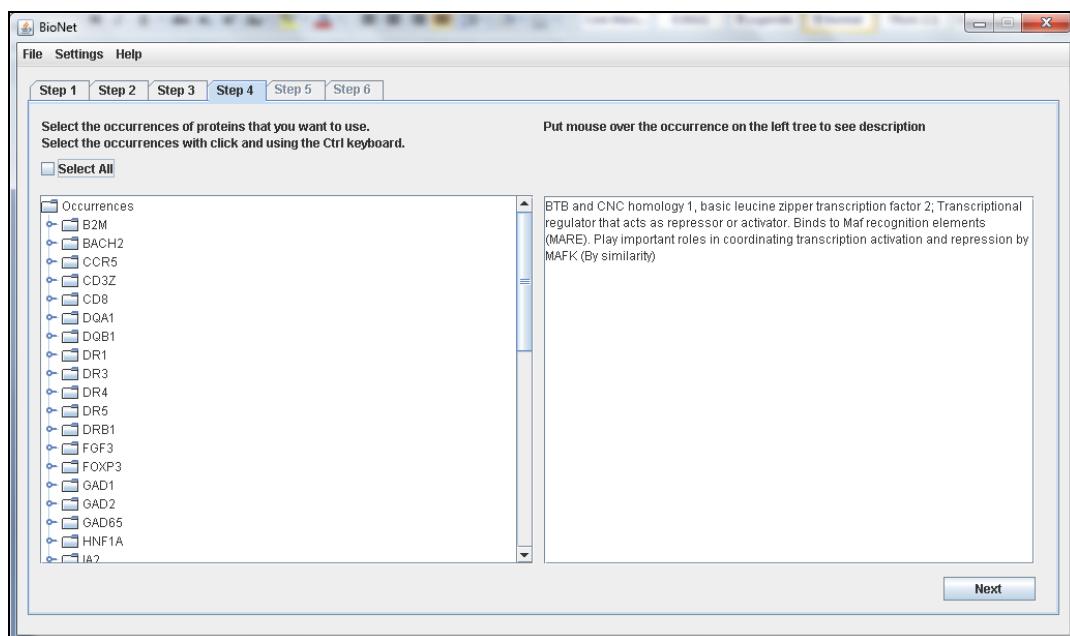 BioNet
File Settings Help
Step 1 Step 2 Step 3 Step 4 Step 5 Step 6
Select the occurrences of proteins that you want to use.
Select the occurrences with click and using the Ctrl keyboard.
Put mouse over the occurrence on the left tree to see description
Select All
Occurrences
B2M
BACH2
CCR5
CD3Z
CD8
DQA1
DQB1
DR1
DR3
DR4
DR5
DRB1
FGF3
FOXP3
GAD1
GAD2
GAD65
HNF1A
IA2
BTB and CNC homology 1, basic leucine zipper transcription factor 2; Transcriptional
regulator that acts as repressor or activator. Binds to Maf recognition elements
(MARE). Play important roles in coordinating transcription activation and repression by
MAFK (By similarity)
Next